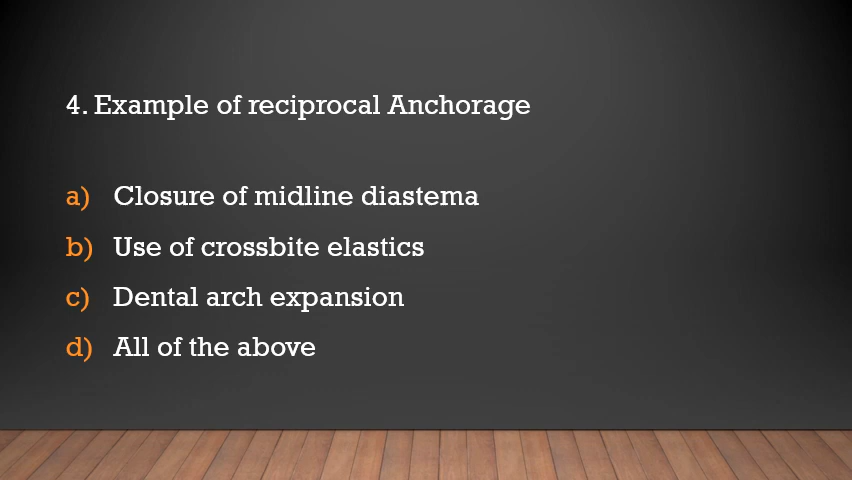 4. Example of reciprocal Anchorage
a) Closure of midline diastema
b) Use of crossbite elastics
c) Dental arch expansion
d) All of the above